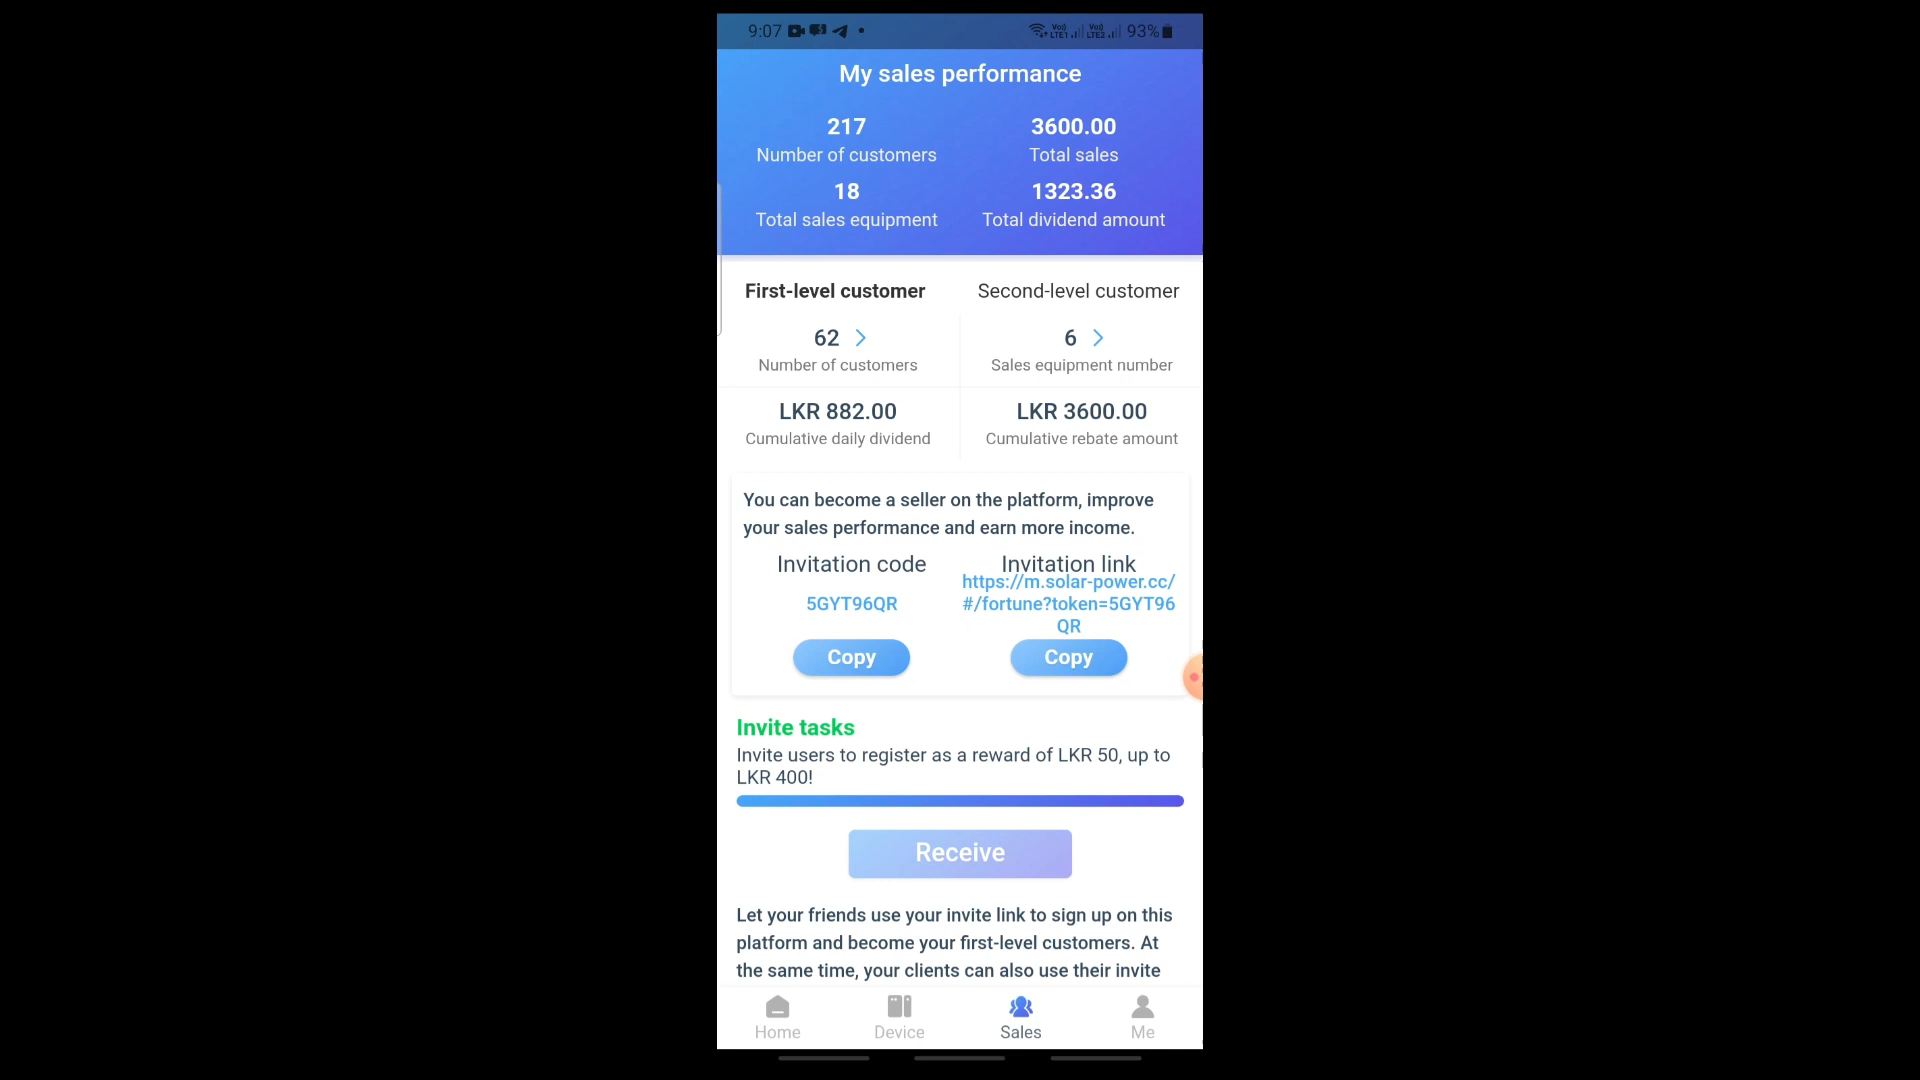 9:07
Vo) LTE1 Vo) LTE2 93%
My sales performance
217 3600.00
Number of customers Total sales
18 1323.36
Total sales equipment Total dividend amount
First-level customer Second-level customer
62 6
Number of customers Sales equipment number
LKR 882.00 LKR 3600.00
Cumulative daily dividend Cumulative rebate amount
You can become a seller on the platform, improve
your sales performance and earn more income.
Invitation code
5GYT96QR
Copy
Invitation link
https://m.solar-power.cc/
#/fortune?token=5GYT96
QR
Copy
Invite tasks
Invite users to register as a reward of LKR 50, up to
LKR 400!
Receive
Let your friends use your invite link to sign up on this
platform and become your first-level customers. At
the same time, your clients can also use their invite
Home Device Sales Me